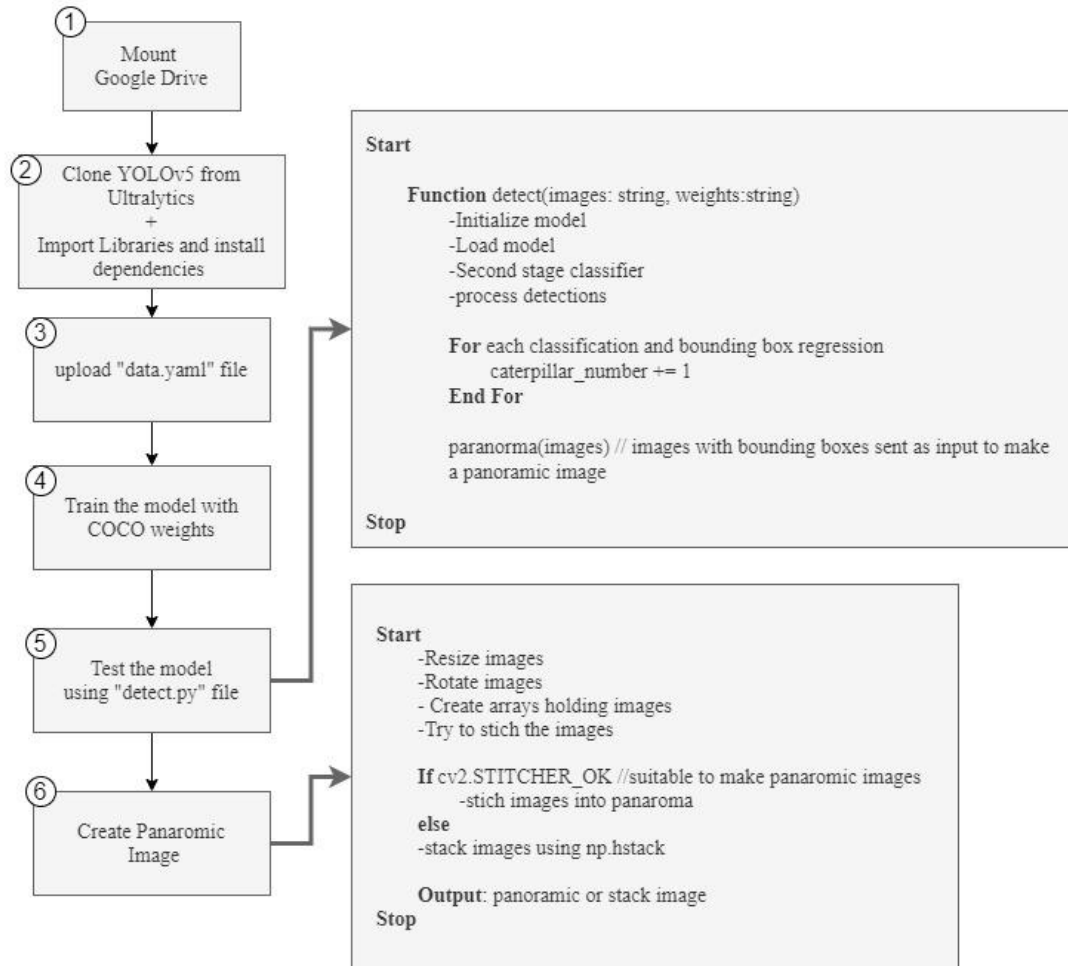 1
Mount
Google Drive
2
Clone YOLOv5 from
Ultralytics
+
Import Libraries and install
dependencies
3
upload "data.yaml" file
4
Train the model with
COCO weights
5
Test the model
using "detect.py" file
6
Create Panaromic
Image
Start
Function detect(images: string, weights:string)
-Initialize model
-Load model
-Second stage classifier
-process detections
For each classification and bounding box regression
caterpillar_number += 1
End For
paranorma(images) // images with bounding boxes sent as input to make
a panoramic image
Stop
Start
-Resize images
-Rotate images
- Create arrays holding images
-Try to stich the images
If cv2.STITCHER_OK //suitable to make panaromic images
-stich images into panaroma
else
-stack images using np.hstack
Output: panoramic or stack image
Stop